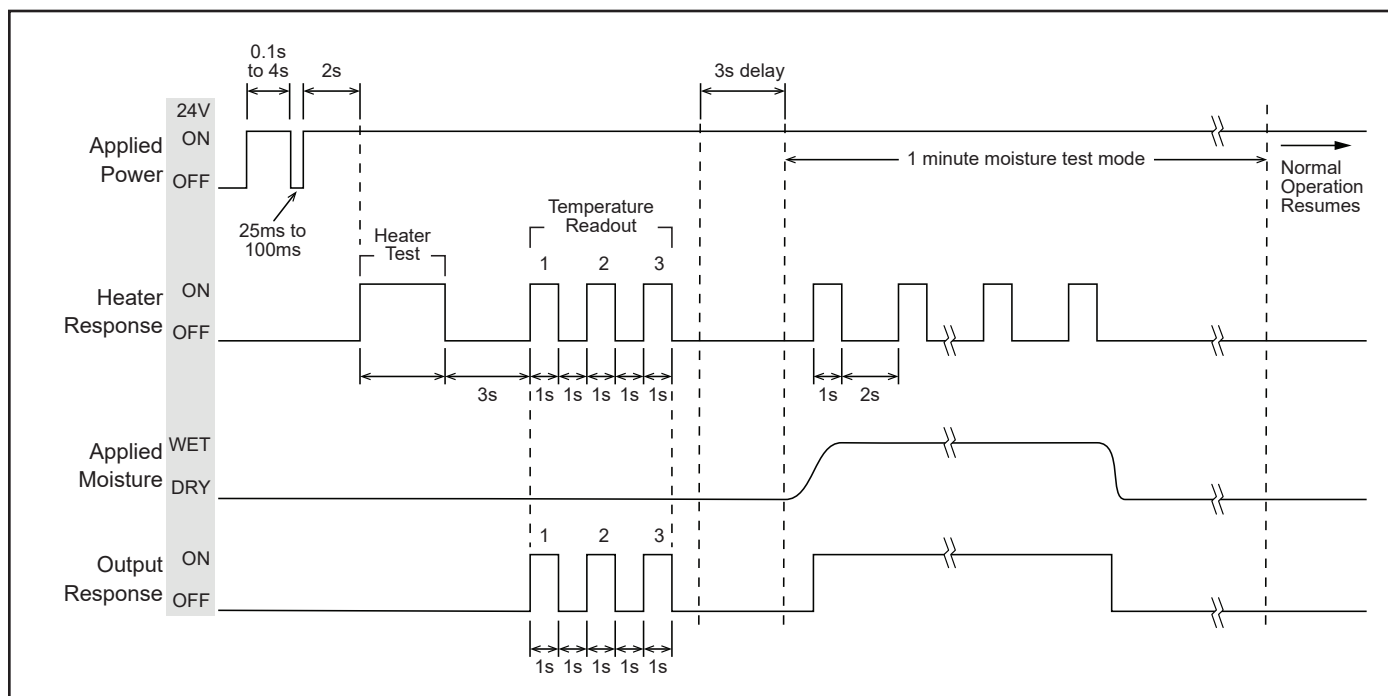 0.1s
to 4s
2s
3s delay
24V
ON
OFF
Applied
Power
25ms to
100ms
1 minute moisture test mode
Normal
Operation
Resumes
Heater
Test
Temperature
Readout
1 2 3
Heater
Response
ON
OFF
3s 1s 1s 1s 1s 1s
1s 2s
Applied
Moisture
WET
DRY
1 2 3
Output
Response
ON
OFF
1s 1s 1s 1s 1s